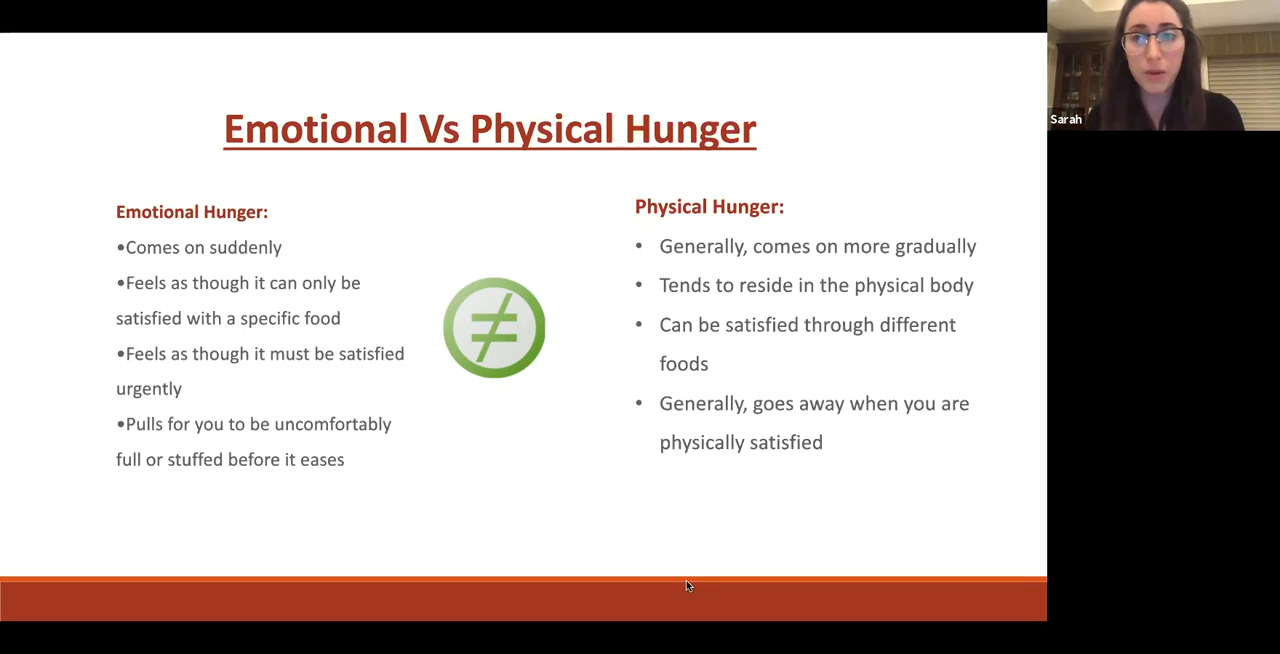 Emotional Vs Physical Hunger
Emotional Hunger:
•Comes on suddenly
•Feels as though it can only be
satisfied with a specific food
•Feels as though it must be satisfied
urgently
•Pulls for you to be uncomfortably
full or stuffed before it eases
≠
Physical Hunger:
• Generally, comes on more gradually
• Tends to reside in the physical body
• Can be satisfied through different
foods
• Generally, goes away when you are
physically satisfied
Sarah